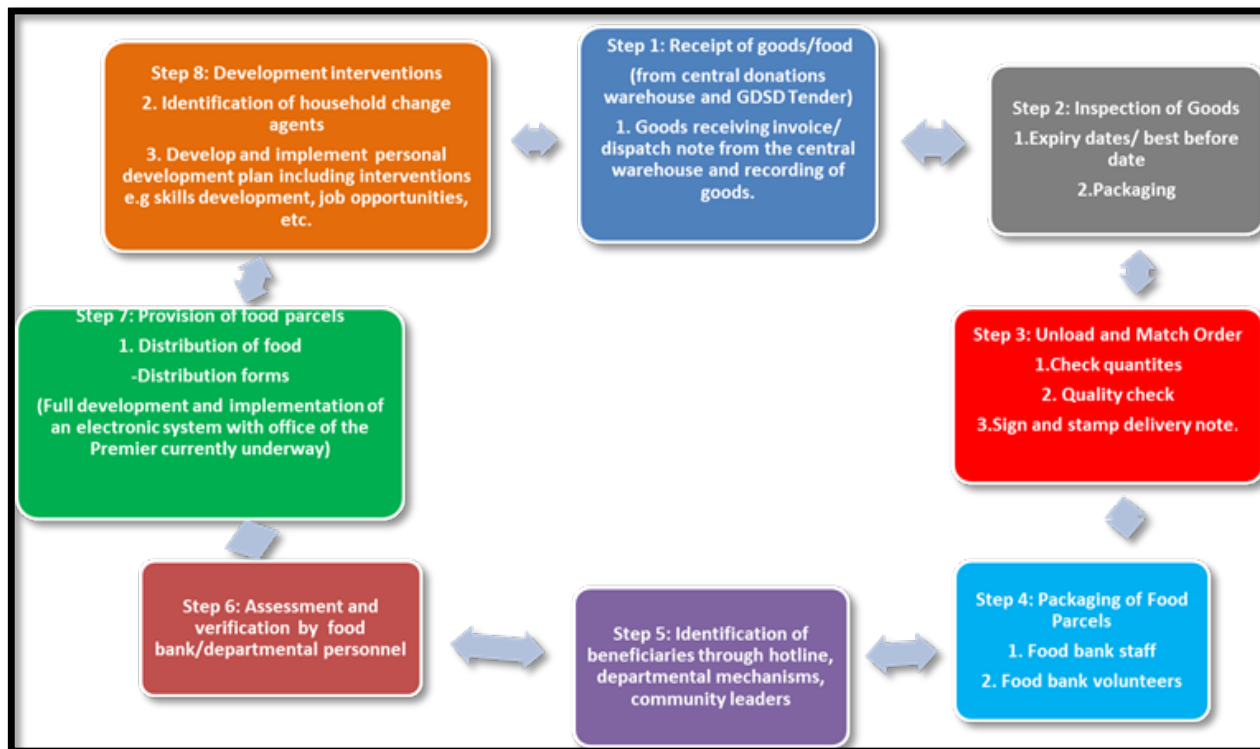 Step 1: Receipt of goods/food
(from central donations
warehouse and GDSD Tender)
1. Goods receiving invoice/
dispatch note from the central
warehouse and recording of
goods.
Step 2: Inspection of Goods
1.Expiry dates/ best before
date
2.Packaging
Step 3: Unload and Match Order
1.Check quantites
2. Quality check
3.Sign and stamp delivery note.
Step 4: Packaging of Food
Parcels
1. Food bank staff
2. Food bank volunteers
Step 5: Identification of
beneficiaries through hotline,
departmental mechanisms,
community leaders
Step 6: Assessment and
verification by food
bank/departmental personnel
Step 7: Provision of food parcels
1. Distribution of food
-Distribution forms
(Full development and implementation of
an electronic system with office of the
Premier currently underway)
Step 8: Development interventions
2. Identification of household change
agents
3. Develop and implement personal
development plan including interventions
e.g skills development, job opportunities,
etc.